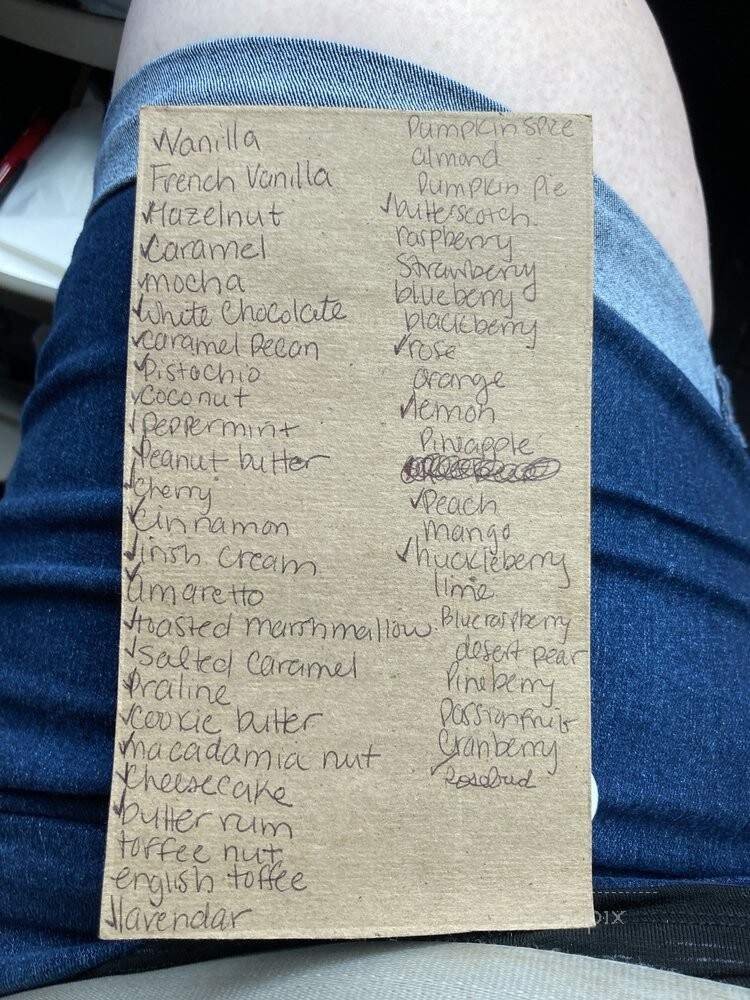 Vanilla
French Vanilla
✓Hazelnut
✓Caramel
✓mocha
✓White Chocolate
✓caramel Pecan
✓Pistachio
✓coconut
✓Peppermint
✓Peanut butter
✓Cherry
✓Cinnamon
✓irish cream
✓amaretto
✓toasted marshmallow
✓Salted Caramel
✓Praline
✓cookie butter
✓macadamia nut
✓cheesecake
✓butter rum
toffee nut
english toffee
✓lavendar
Pumpkin Spice
almond
Pumpkin Pie
✓butterscotch
raspberry
Strawberry
blueberry
blackberry
✓rose
orange
✓lemon
Pineapple
✓Peach
mango
✓huckleberry
lime
Blueraspberry
desert pear
Pineberry
Passionfruit
Cranberry
✓Rosebud